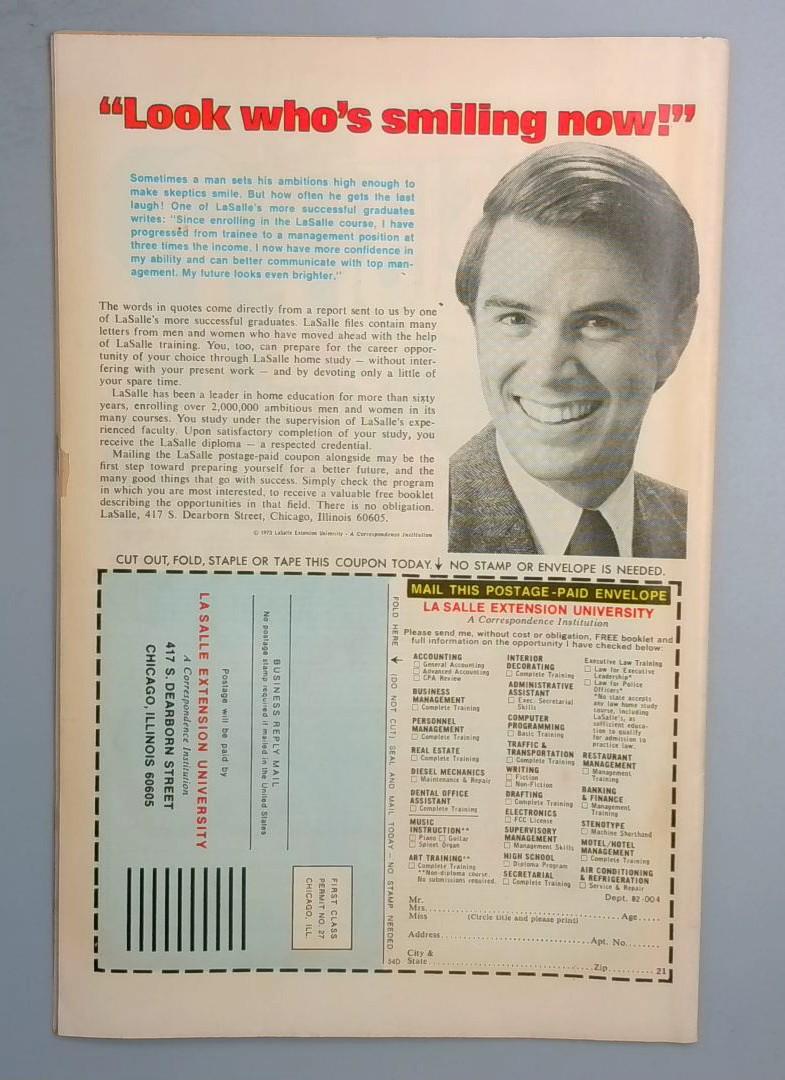 “Look who's smiling now!”
Sometimes a man sets his ambitions high enough to
make skeptics smile. But how often he gets the last
laugh! One of LaSalle's more successful graduates
writes: "Since enrolling in the LaSalle course, I have
progressed from trainee to a management position at
three times the income. I now have more confidence in
my ability and can better communicate with top man-
agement. My future looks even brighter."
The words in quotes come directly from a report sent to us by one
of LaSalle's more successful graduates. LaSalle files contain many
letters from men and women who have moved ahead with the help
of LaSalle training. You, too, can prepare for the career oppor-
tunity of your choice through LaSalle home study — without inter-
fering with your present work — and by devoting only a little of
your spare time.
LaSalle has been a leader in home education for more than sixty
years, enrolling over 2,000,000 ambitious men and women in its
many courses. You study under the supervision of LaSalle's expe-
rienced faculty. Upon satisfactory completion of your study, you
receive the LaSalle diploma — a respected credential.
Mailing the LaSalle postage-paid coupon alongside may be the
first step toward preparing yourself for a better future, and the
many good things that go with success. Simply check the program
in which you are most interested, to receive a valuable free booklet
describing the opportunities in that field. There is no obligation.
LaSalle, 417 S. Dearborn Street, Chicago, Illinois 60605.
© 1973 LaSalle Extension University - A Correspondence Institution
CUT OUT, FOLD, STAPLE OR TAPE THIS COUPON TODAY. ↓ NO STAMP OR ENVELOPE IS NEEDED.
FIRST CLASS
PERMIT NO. 27
CHICAGO, ILL.
BUSINESS REPLY MAIL
No postage stamp required if mailed in the United States
Postage will be paid by
LA SALLE EXTENSION UNIVERSITY
A Correspondence Institution
417 S. DEARBORN STREET
CHICAGO, ILLINOIS 60605
FOLD HERE ← (DO NOT CUT) SEAL AND MAIL TODAY — NO STAMP NEEDED
54D
MAIL THIS POSTAGE-PAID ENVELOPE
LA SALLE EXTENSION UNIVERSITY
A Correspondence Institution
Please send me, without cost or obligation, FREE booklet and
full information on the opportunity I have checked below:
ACCOUNTING
☐ General Accounting
☐ Advanced Accounting
☐ CPA Review
BUSINESS
MANAGEMENT
☐ Complete Training
PERSONNEL
MANAGEMENT
☐ Complete Training
REAL ESTATE
☐ Complete Training
DIESEL MECHANICS
☐ Maintenance & Repair
DENTAL OFFICE
ASSISTANT
☐ Complete Training
MUSIC
INSTRUCTION**
☐ Piano ☐ Guitar
☐ Spinet Organ
ART TRAINING**
☐ Complete Training
**Non-diploma course.
No submissions required.
INTERIOR
DECORATING
☐ Complete Training
ADMINISTRATIVE
ASSISTANT
☐ Exec. Secretarial
Skills
COMPUTER
PROGRAMMING
☐ Basic Training
TRAFFIC &
TRANSPORTATION
☐ Complete Training
WRITING
☐ Fiction
☐ Non-Fiction
DRAFTING
☐ Complete Training
ELECTRONICS
☐ FCC License
SUPERVISORY
MANAGEMENT
☐ Management Skills
HIGH SCHOOL
☐ Diploma Program
SECRETARIAL
☐ Complete Training
Executive Law Training
☐ Law for Executive
Leadership*
☐ Law for Police
Officers*
*No state accepts
any law home study
course, including
LaSalle's, as
sufficient educa-
tion to qualify
for admission to
practice law.
RESTAURANT
MANAGEMENT
☐ Management
Training
BANKING
& FINANCE
☐ Management
Training
STENOTYPE
☐ Machine Shorthand
MOTEL/HOTEL
MANAGEMENT
☐ Complete Training
AIR CONDITIONING
& REFRIGERATION
☐ Service & Repair
Dept. 82-004
Mr.
Mrs.
Miss (Circle title and please print) Age
Address Apt. No.
City &
State Zip 21